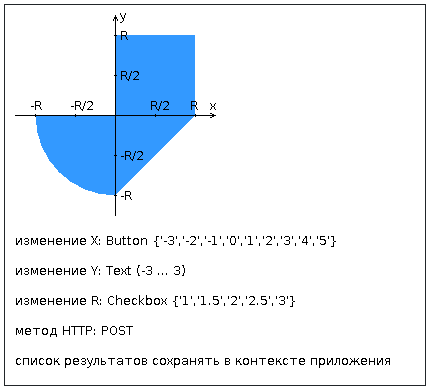 y
R
R/2
-R -R/2 R/2 R x
-R/2
-R
изменение X: Button {'-3','-2','-1','0','1','2','3','4','5'}
изменение Y: Text (-3 ... 3)
изменение R: Checkbox {'1','1.5','2','2.5','3'}
метод HTTP: POST
список результатов сохранять в контексте приложения